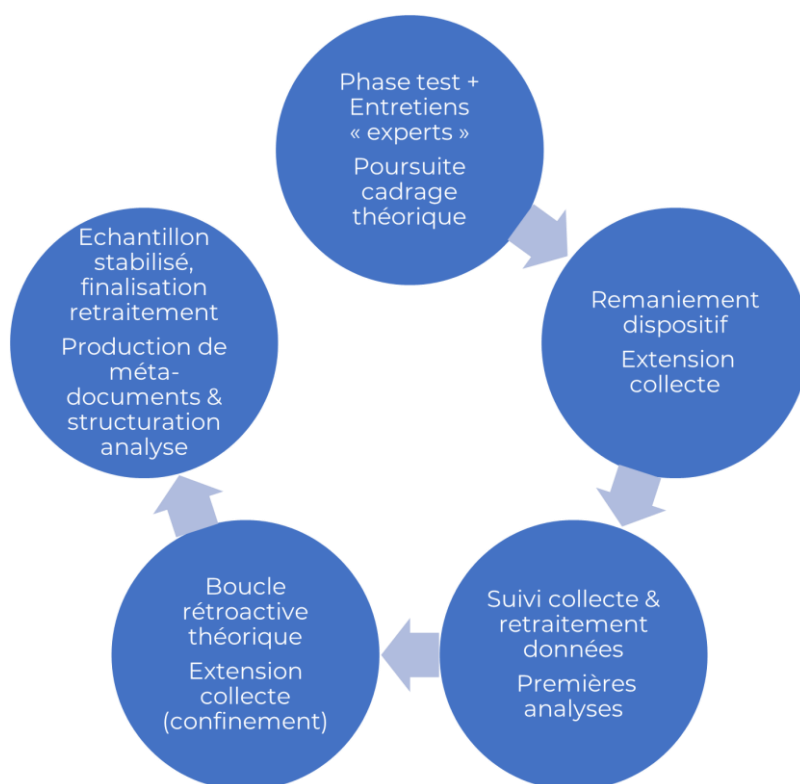 Phase test +
Entretiens
« experts »
Poursuite
cadrage
théorique
Remaniement
dispositif
Extension
collecte
Suivi collecte &
retraitement
données
Premières
analyses
Boucle
rétroactive
théorique
Extension
collecte
(confinement)
Echantillon
stabilisé,
finalisation
retraitement
Production de
méta-
documents &
structuration
analyse